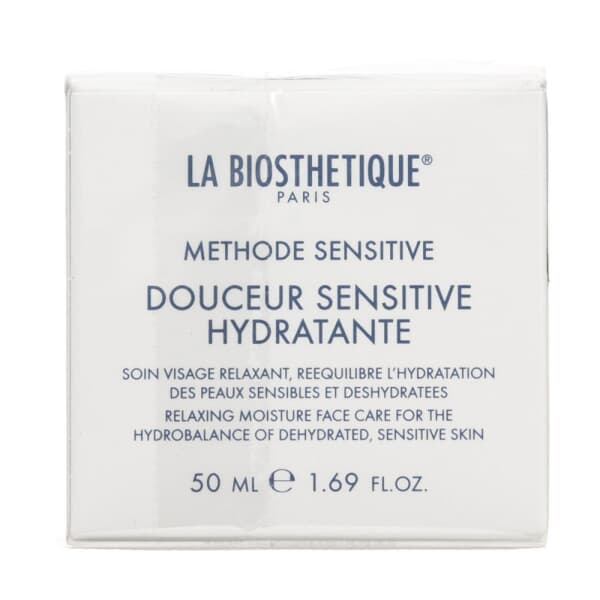 LA BIOSTHETIQUE®
PARIS
METHODE SENSITIVE
DOUCEUR SENSITIVE
HYDRATANTE
SOIN VISAGE RELAXANT, REEQUILIBRE L'HYDRATATION
DES PEAUX SENSIBLES ET DESHYDRATEES
RELAXING MOISTURE FACE CARE FOR THE
HYDROBALANCE OF DEHYDRATED, SENSITIVE SKIN
50 ML ℮ 1.69 FL.OZ.